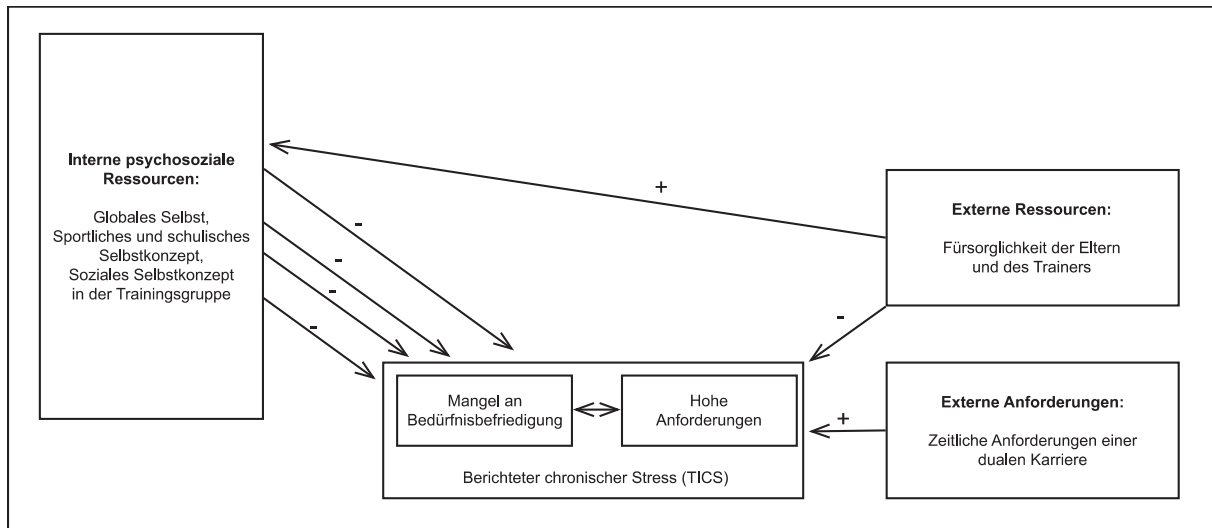 Interne psychosoziale
Ressourcen:
Globales Selbst,
Sportliches und schulisches
Selbstkonzept,
Soziales Selbstkonzept
in der Trainingsgruppe
+
-
-
-
-
Externe Ressourcen:
Fürsorglichkeit der Eltern
und des Trainers
-
Mangel an
Bedürfnisbefriedigung
Hohe
Anforderungen
Berichteter chronischer Stress (TICS)
+
Externe Anforderungen:
Zeitliche Anforderungen einer
dualen Karriere